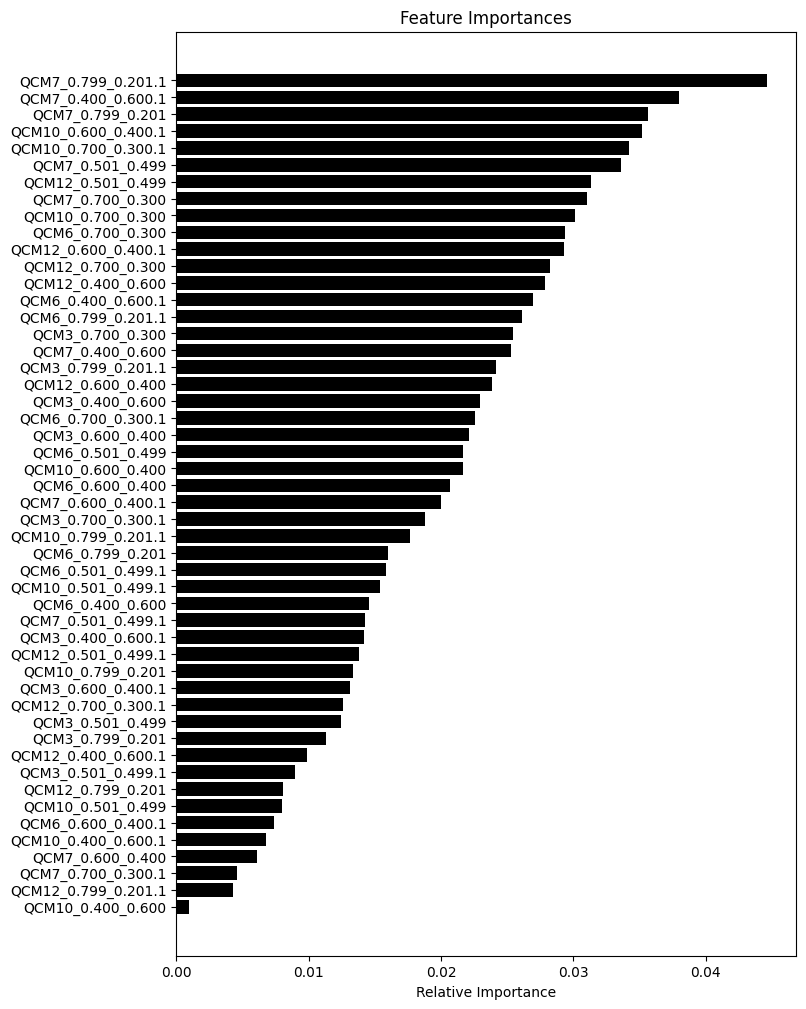 Feature Importances
QCM7_0.799_0.201.1
QCM7_0.400_0.600.1
QCM7_0.799_0.201
QCM10_0.600_0.400.1
QCM10_0.700_0.300.1
QCM7_0.501_0.499
QCM12_0.501_0.499
QCM7_0.700_0.300
QCM10_0.700_0.300
QCM6_0.700_0.300
QCM12_0.600_0.400.1
QCM12_0.700_0.300
QCM12_0.400_0.600
QCM6_0.400_0.600.1
QCM6_0.799_0.201.1
QCM3_0.700_0.300
QCM7_0.400_0.600
QCM3_0.799_0.201.1
QCM12_0.600_0.400
QCM3_0.400_0.600
QCM6_0.700_0.300.1
QCM3_0.600_0.400
QCM6_0.501_0.499
QCM10_0.600_0.400
QCM6_0.600_0.400
QCM7_0.600_0.400.1
QCM3_0.700_0.300.1
QCM10_0.799_0.201.1
QCM6_0.799_0.201
QCM6_0.501_0.499.1
QCM10_0.501_0.499.1
QCM6_0.400_0.600
QCM7_0.501_0.499.1
QCM3_0.400_0.600.1
QCM12_0.501_0.499.1
QCM10_0.799_0.201
QCM3_0.600_0.400.1
QCM12_0.700_0.300.1
QCM3_0.501_0.499
QCM3_0.799_0.201
QCM12_0.400_0.600.1
QCM3_0.501_0.499.1
QCM12_0.799_0.201
QCM10_0.501_0.499
QCM6_0.600_0.400.1
QCM10_0.400_0.600.1
QCM7_0.600_0.400
QCM7_0.700_0.300.1
QCM12_0.799_0.201.1
QCM10_0.400_0.600
0.00 0.01 0.02 0.03 0.04
Relative Importance